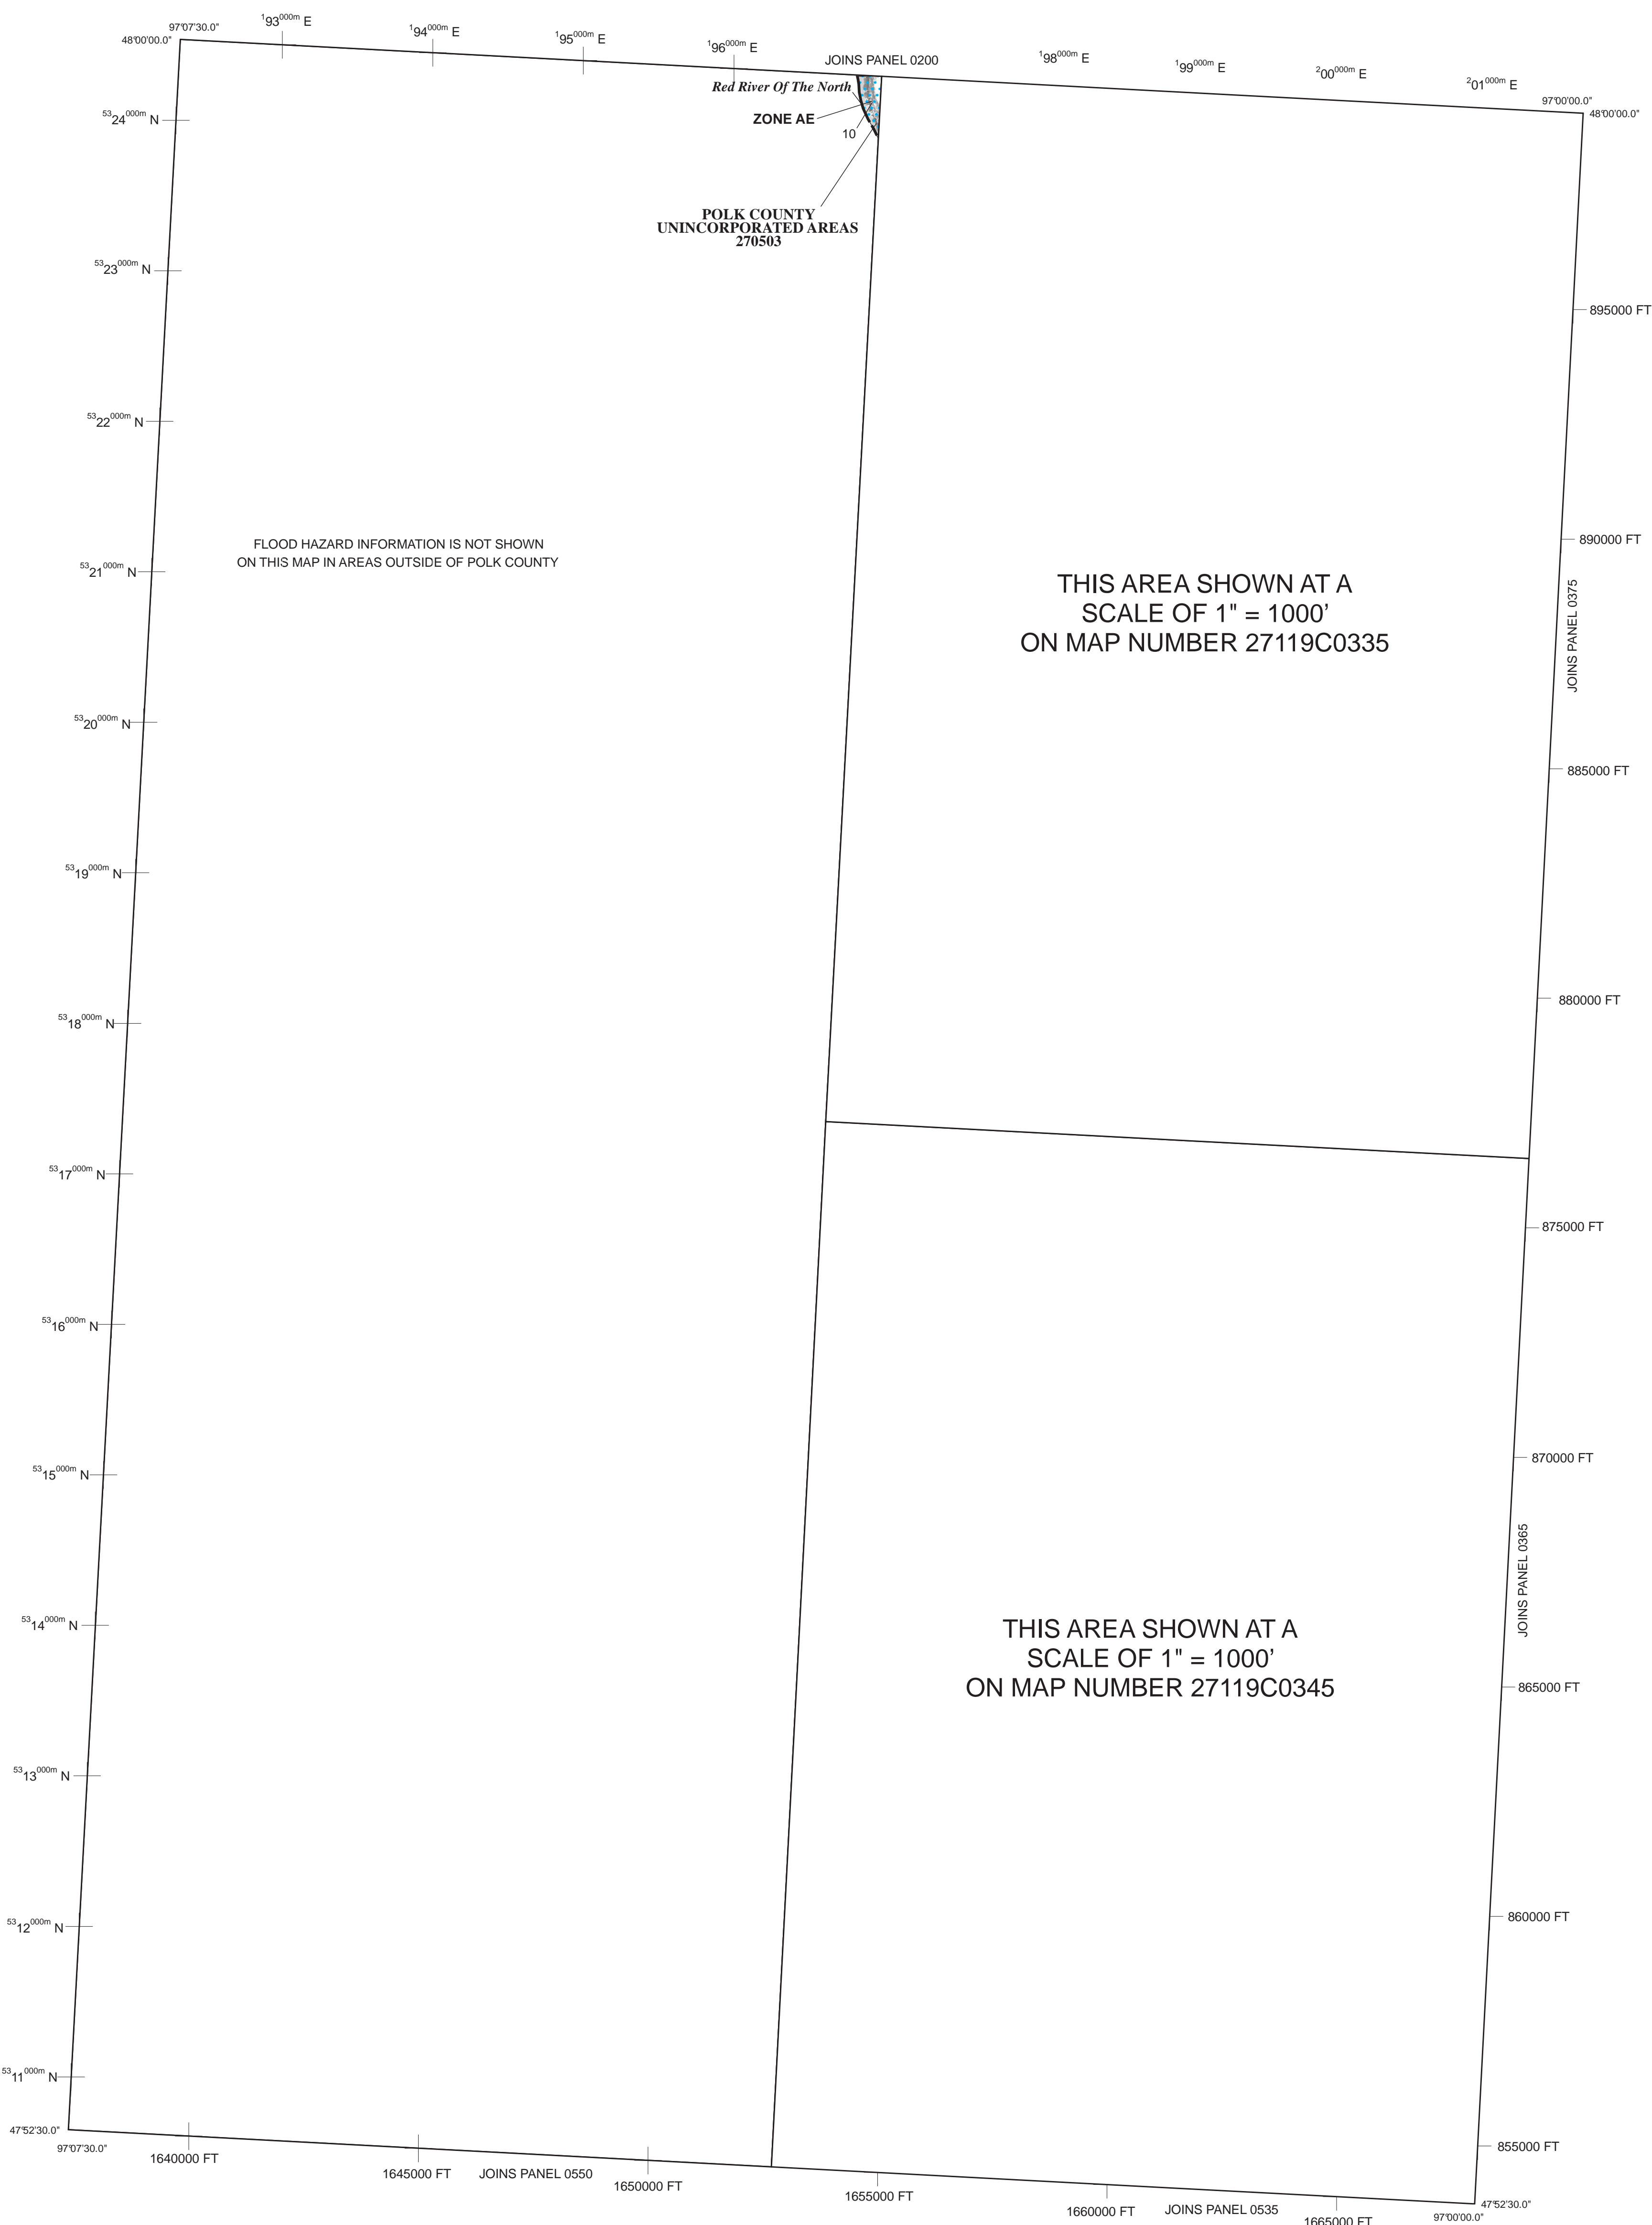 97°07'30.0"
48°00'00.0"
193000m E
194000m E
195000m E
196000m E
JOINS PANEL 0200
198000m E
199000m E
200000m E
201000m E
97°00'00.0"
48°00'00.0"
Red River Of The North
ZONE AE
10
POLK COUNTY
UNINCORPORATED AREAS
270503
5324000m N
5323000m N
5322000m N
5321000m N
5320000m N
5319000m N
5318000m N
5317000m N
5316000m N
5315000m N
5314000m N
5313000m N
5312000m N
5311000m N
FLOOD HAZARD INFORMATION IS NOT SHOWN
ON THIS MAP IN AREAS OUTSIDE OF POLK COUNTY
THIS AREA SHOWN AT A
SCALE OF 1" = 1000'
ON MAP NUMBER 27119C0335
THIS AREA SHOWN AT A
SCALE OF 1" = 1000'
ON MAP NUMBER 27119C0345
895000 FT
890000 FT
JOINS PANEL 0375
885000 FT
880000 FT
875000 FT
870000 FT
JOINS PANEL 0365
865000 FT
860000 FT
855000 FT
47°52'30.0"
97°07'30.0"
1640000 FT
1645000 FT
JOINS PANEL 0550
1650000 FT
1655000 FT
1660000 FT
JOINS PANEL 0535
1665000 FT
47°52'30.0"
97°00'00.0"